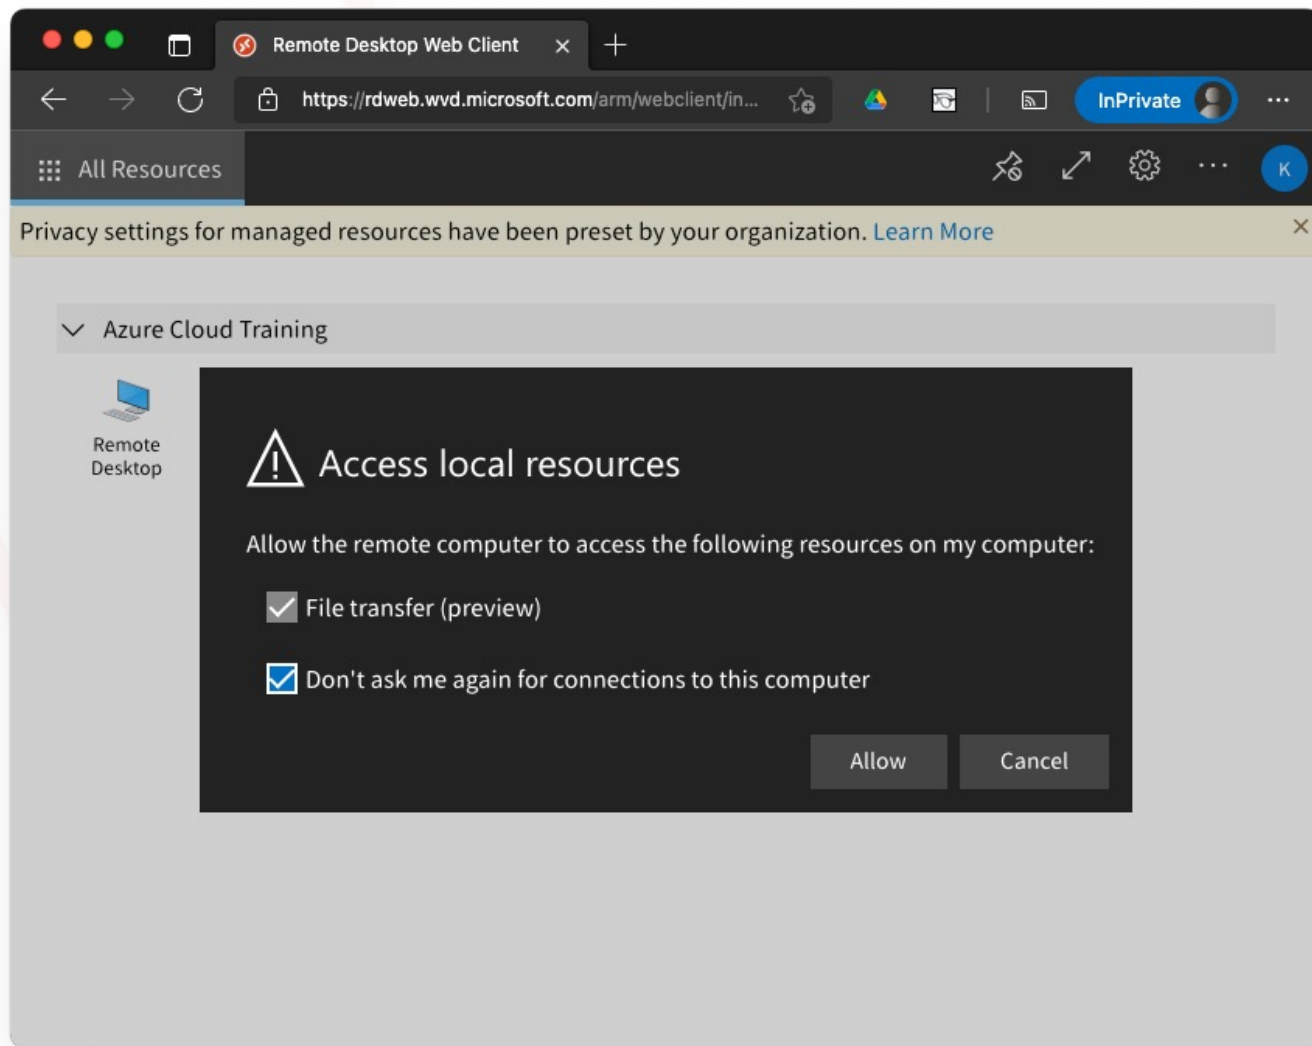 Remote Desktop Web Client
https://rdweb.wvd.microsoft.com/arm/webclient/in...
InPrivate
All Resources
K
Privacy settings for managed resources have been preset by your organization. Learn More
Azure Cloud Training
Remote
Desktop
Access local resources
Allow the remote computer to access the following resources on my computer:
File transfer (preview)
Don't ask me again for connections to this computer
Allow Cancel